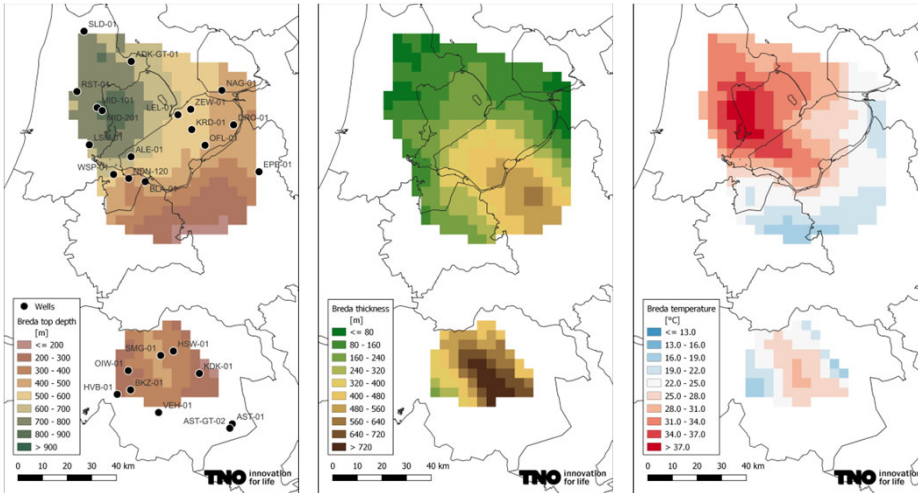 SLD-01
ADK-GT-01
RST-01
NAG-01
MID-101
MID-201
LEL-01
ZEW-01
DRO-01
KRD-01
LSM-01
OFL-01
ALE-01
EPE-01
WSP-01
NDN-120
BLA-01
Wells
Breda top depth
[m]
<= 200
200 - 300
300 - 400
400 - 500
500 - 600
600 - 700
700 - 800
800 - 900
> 900
SMG-01
HSW-01
OIW-01
KDK-01
HVB-01
BKZ-01
VEH-01
AST-01
AST-GT-02
0 10 20 30 40 km
TNO innovation
for life
Breda thickness
[m]
<= 80
80 - 160
160 - 240
240 - 320
320 - 400
400 - 480
480 - 560
560 - 640
640 - 720
> 720
0 10 20 30 40 km
TNO innovation
for life
Breda temperature
[°C]
<= 13.0
13.0 - 16.0
16.0 - 19.0
19.0 - 22.0
22.0 - 25.0
25.0 - 28.0
28.0 - 31.0
31.0 - 34.0
34.0 - 37.0
> 37.0
0 10 20 30 40 km
TNO innovation
for life